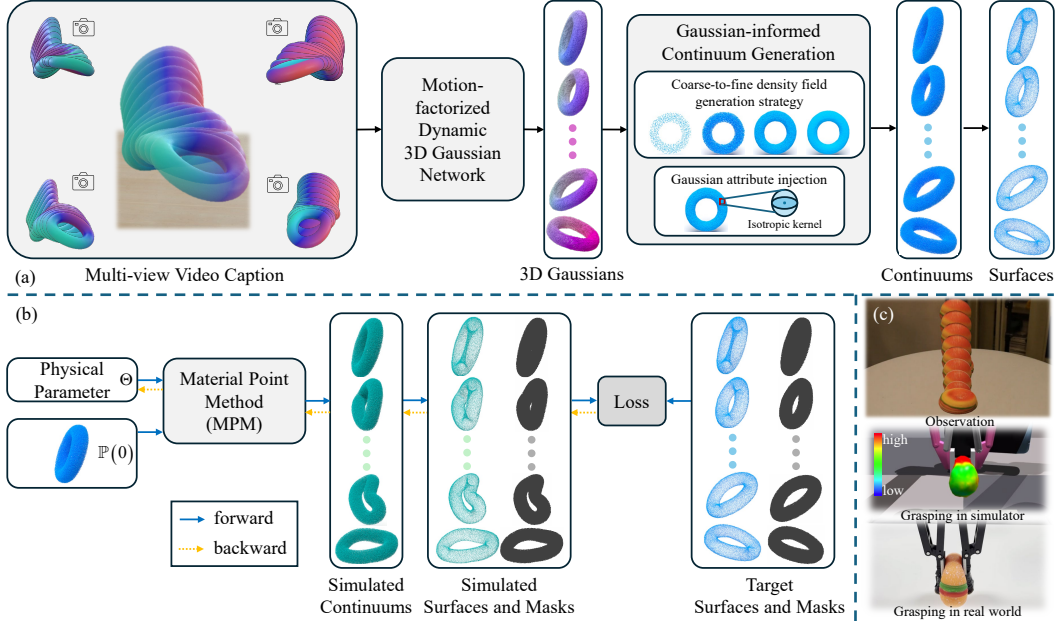 Motion-
factorized
Dynamic
3D Gaussian
Network
Gaussian-informed
Continuum Generation
Coarse-to-fine density field
generation strategy
Gaussian attribute injection
Isotropic kernel
(a)
Multi-view Video Caption
3D Gaussians
Continuums
Surfaces
(b)
Physical
Parameter
Θ
ℙ(0)
Material Point
Method
(MPM)
Loss
forward
backward
Simulated
Continuums
Simulated
Surfaces and Masks
Target
Surfaces and Masks
(c)
Observation
high
low
Grasping in simulator
Grasping in real world